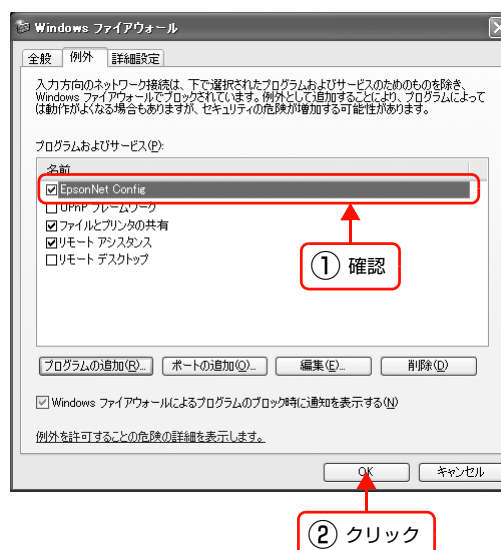 Windows ファイアウォール
全般 例外 詳細設定
入力方向のネットワーク接続は、下で選択されたプログラムおよびサービスのためのものを除き、
Windows ファイアウォールでブロックされています。例外として追加することにより、プログラムによって
は動作がよくなる場合もありますが、セキュリティの危険が増加する可能性があります。
プログラムおよびサービス(P):
名前
EpsonNet Config
UPnP フレームワーク
ファイルとプリンタの共有
リモート アシスタンス
リモート デスクトップ
① 確認
プログラムの追加(R)... ポートの追加(O)... 編集(E)... 削除(D)
Windows ファイアウォールによるプログラムのブロック時に通知を表示する(N)
例外を許可することの危険の詳細を表示します。
OK キャンセル
② クリック